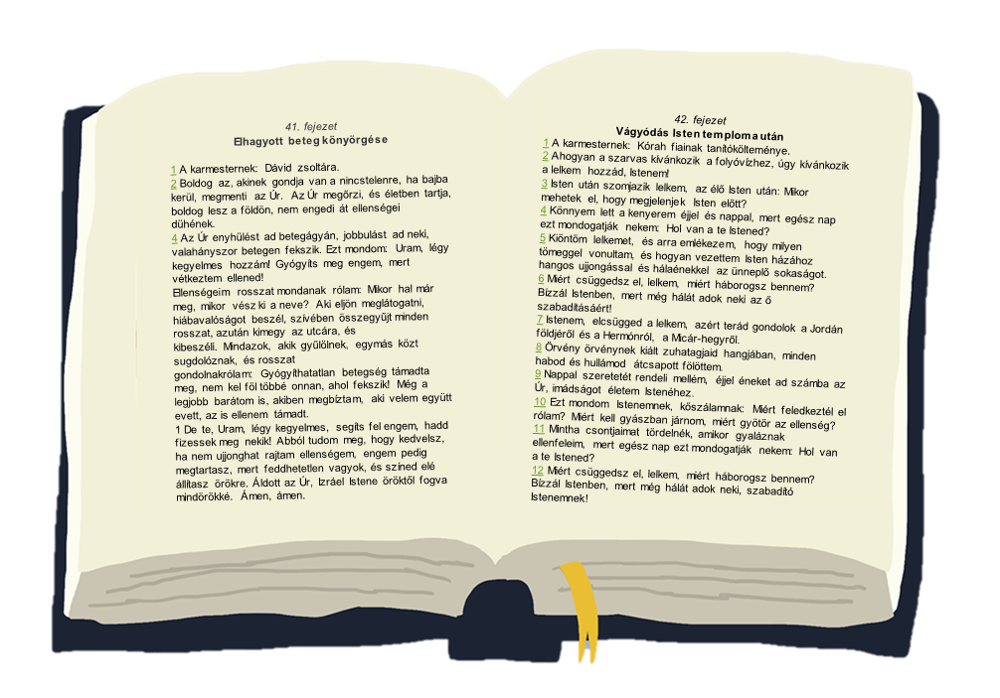 41. fejezet
Elhagyott beteg könyörgése
1 A karmesternek: Dávid zsoltára.
2 Boldog az, akinek gondja van a nincstelenre, ha bajba
kerül, megmenti az Úr. Az Úr megőrzi, és életben tartja,
boldog lesz a földön, nem engedi át ellenségei
dühének.
4 Az Úr enyhülést ad betegágyán, jobbulást ad neki,
valahányszor betegen fekszik. Ezt mondom: Uram, légy
kegyelmes hozzám! Gyógyíts meg engem, mert
vétkeztem ellened!
Ellenségeim rosszat mondanak rólam: Mikor hal már
meg, mikor vész ki a neve? Aki eljön meglátogatni,
hiábavalóságot beszél, szívében összegyűjt minden
rosszat, azután kimegy az utcára, és
kibeszéli. Mindazok, akik gyűlölnek, egymás közt
sugdolóznak, és rosszat
gondolnakrólam: Gyógyíthatatlan betegség támadta
meg, nem kel föl többé onnan, ahol fekszik! Még a
legjobb barátom is, akiben megbíztam, aki velem együtt
evett, az is ellenem támadt.
1 De te, Uram, légy kegyelmes, segíts fel engem, hadd
fizessek meg nekik! Abból tudom meg, hogy kedvelsz,
ha nem ujjonghat rajtam ellenségem, engem pedig
megtartasz, mert feddhetetlen vagyok, és színed elé
állítasz örökre. Áldott az Úr, Izráel Istene öröktől fogva
mindörökké. Ámen, ámen.
42. fejezet
Vágyódás Isten temploma után
1 A karmesternek: Kórah fiainak tanítókölteménye.
2 Ahogyan a szarvas kívánkozik a folyóvízhez, úgy kívánkozik
a lelkem hozzád, Istenem!
3 Isten után szomjazik lelkem, az élő Isten után: Mikor
mehetek el, hogy megjelenjek Isten előtt?
4 Könnyem lett a kenyerem éjjel és nappal, mert egész nap
ezt mondogatják nekem: Hol van a te Istened?
5 Kiöntöm lelkemet, és arra emlékezem, hogy milyen
tömeggel vonultam, és hogyan vezettem Isten házához
hangos ujjongással és hálaénekkel az ünneplő sokaságot.
6 Miért csüggedsz el, lelkem, miért háborogsz bennem?
Bízzál Istenben, mert még hálát adok neki az ő
szabadításáért!
7 Istenem, elcsügged a lelkem, azért terád gondolok a Jordán
földjéről és a Hermónról, a Micár-hegyről.
8 Örvény örvénynek kiált zuhatagjaid hangjában, minden
habod és hullámod átcsapott fölöttem.
9 Nappal szeretetét rendeli mellém, éjjel éneket ad számba az
Úr, imádságot életem Istenéhez.
10 Ezt mondom Istenemnek, kőszálamnak: Miért feledkeztél el
rólam? Miért kell gyászban járnom, miért gyötör az ellenség?
11 Mintha csontjaimat tördelnék, amikor gyaláznak
ellenfeleim, mert egész nap ezt mondogatják nekem: Hol van
a te Istened?
12 Miért csüggedsz el, lelkem, miért háborogsz bennem?
Bízzál Istenben, mert még hálát adok neki, szabadító
Istenemnek!